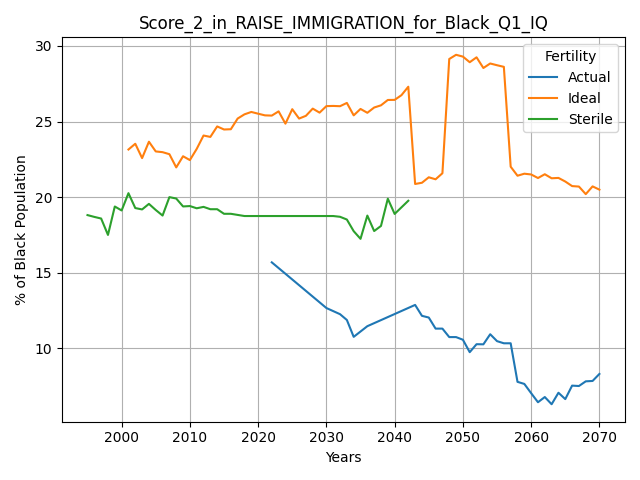 Score_2_in_RAISE_IMMIGRATION_for_Black_Q1_IQ
30
25
20
15
10
% of Black Population
Fertility
Actual
Ideal
Sterile
2000
2010
2020
2030
2040
2050
2060
2070
Years